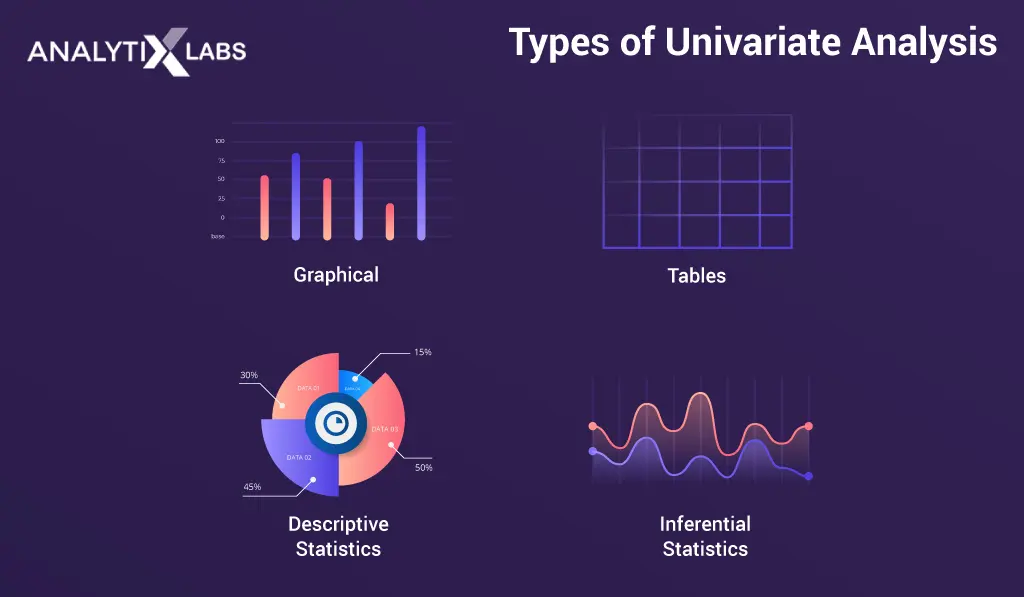 ANALYTIX LABS
Types of Univariate Analysis
100
75
50
25
0
base
Graphical
Tables
15%
30%
DATA 01
DATA 03
DATA 02
50%
45%
Descriptive
Statistics
Inferential
Statistics